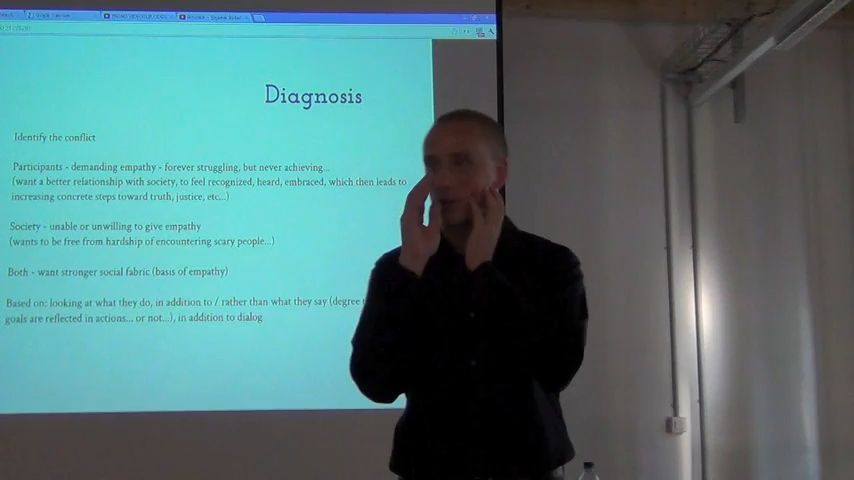 Diagnosis
Identify the conflict
Participants - demanding empathy - forever struggling, but never achieving...
(want a better relationship with society, to feel recognized, heard, embraced, which then leads to
increasing concrete steps toward truth, justice, etc...)
Society - unable or unwilling to give empathy
(wants to be free from hardship of encountering scary people...)
Both - want stronger social fabric (basis of empathy)
Based on: looking at what they do, in addition to / rather than what they say (degree
goals are reflected in actions... or not...), in addition to dialog